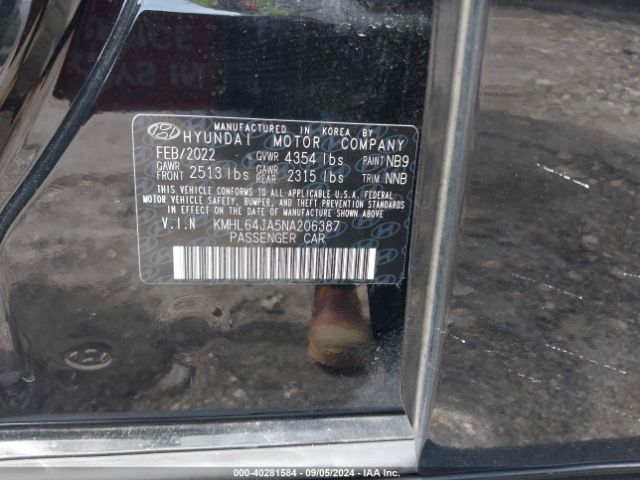 MANUFACTURED IN KOREA BY
HYUNDAI MOTOR COMPANY
FEB/2022 GVWR 4354 lbs PAINT NB9
GAWR FRONT 2513 lbs GAWR REAR 2315 lbs TRIM NNB
THIS VEHICLE CONFORMS TO ALL APPLICABLE U.S.A. FEDERAL
MOTOR VEHICLE SAFETY, BUMPER, AND THEFT PREVENTION
STANDARDS IN EFFECT ON THE DATE OF MANUFACTURE SHOWN ABOVE.
V.I.N KMHL64JA5NA206387
PASSENGER CAR
000-40281584 - 09/05/2024 - IAA Inc.